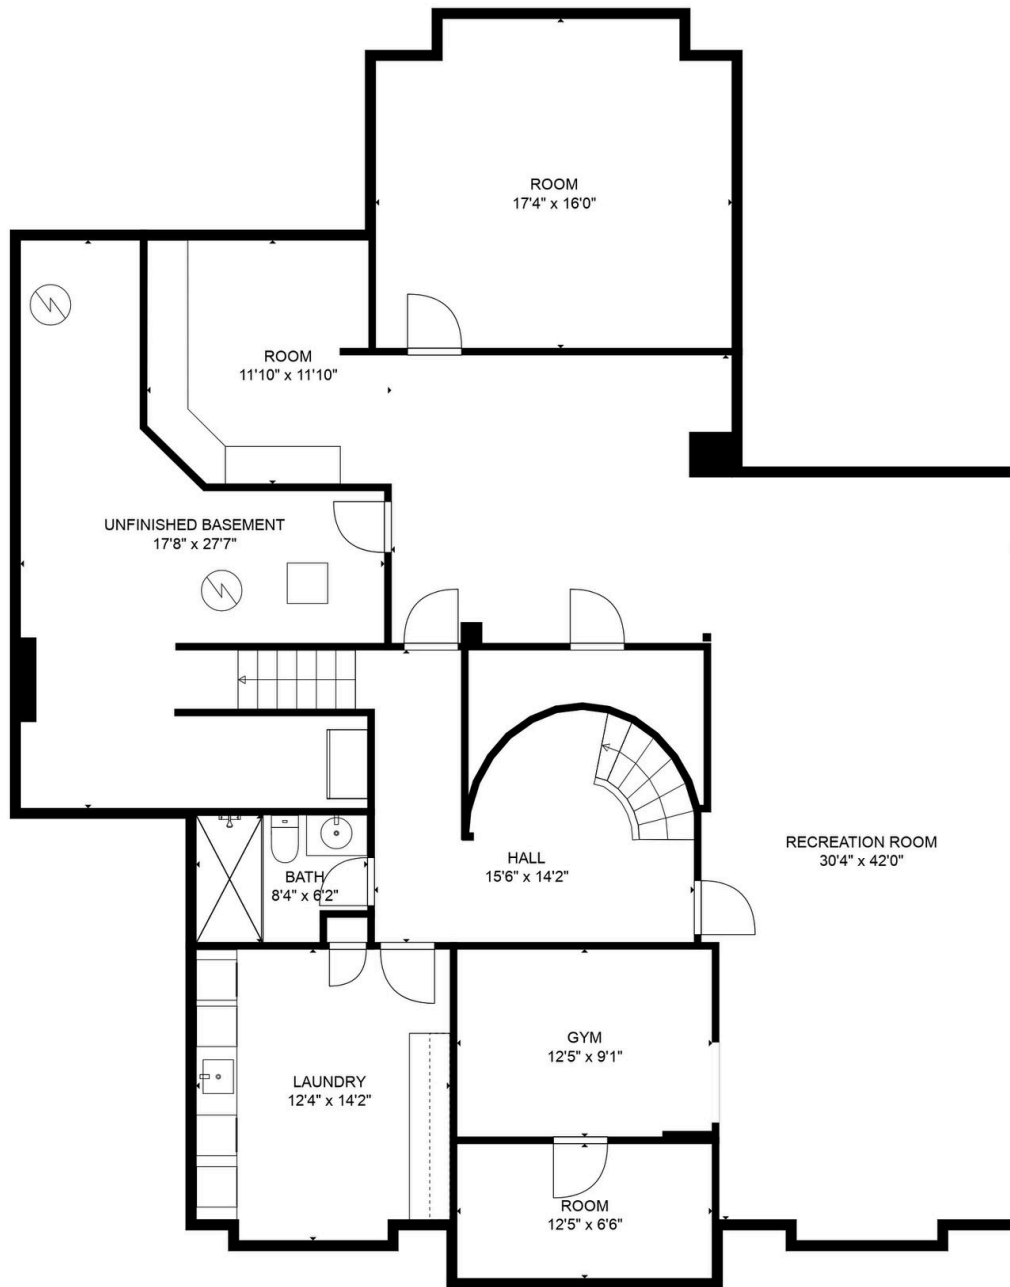 ROOM
17'4" x 16'0"
ROOM
11'10" x 11'10"
UNFINISHED BASEMENT
17'8" x 27'7"
RECREATION ROOM
30'4" x 42'0"
HALL
15'6" x 14'2"
BATH
8'4" x 6'2"
GYM
12'5" x 9'1"
LAUNDRY
12'4" x 14'2"
ROOM
12'5" x 6'6"